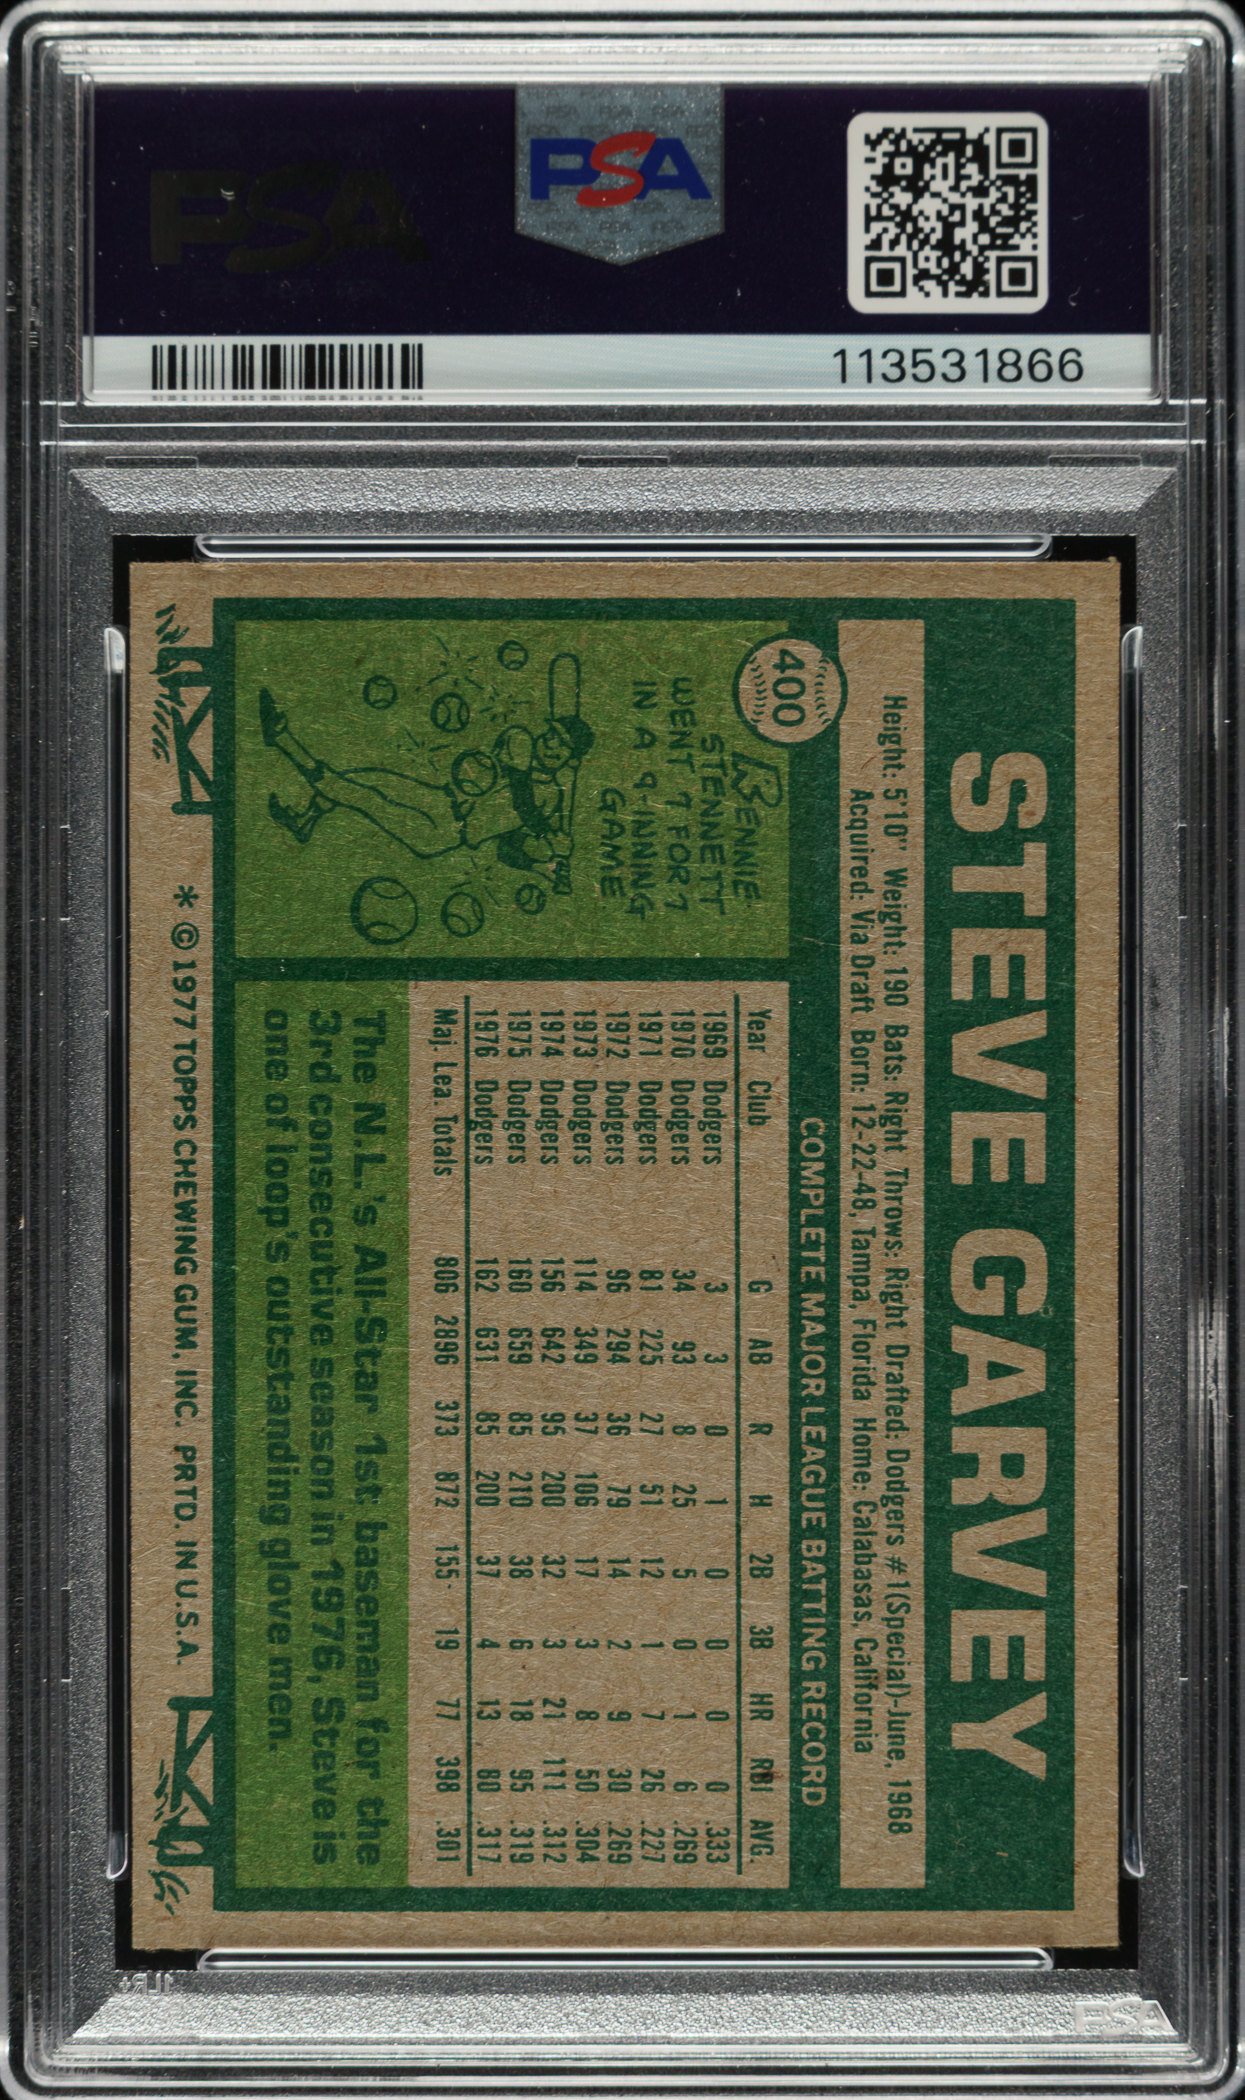 PSA
PSA
113531866
STEVE GARVEY
Height: 5'10" Weight: 190 Bats: Right Throws: Right Drafted: Dodgers #1(Special)-June, 1968
Acquired: Via Draft Born: 12-22-48, Tampa, Florida Home: Calabasas, California
400
RENNIE
STENNETT
WENT 7 FOR 7
IN A 9-INNING
GAME
COMPLETE MAJOR LEAGUE BATTING RECORD
Year Club G AB R H 2B 3B HR RBI AVG.
1969 Dodgers 3 3 0 1 0 0 0 0 .333
1970 Dodgers 34 93 8 25 5 0 1 6 .269
1971 Dodgers 81 225 27 51 12 1 7 26 .227
1972 Dodgers 96 294 36 79 14 2 9 30 .269
1973 Dodgers 114 349 37 106 17 3 8 50 .304
1974 Dodgers 156 642 95 200 32 3 21 111 .312
1975 Dodgers 160 659 85 210 38 6 18 95 .319
1976 Dodgers 162 631 85 200 37 4 13 80 .317
Maj. Lea. Totals 806 2896 373 872 155 19 77 398 .301
The N.L.'s All-Star 1st baseman for the
3rd consecutive season in 1976, Steve is
one of loop's outstanding glove men.
* © 1977 TOPPS CHEWING GUM, INC. PRTD. IN U.S.A.
1LR+
PSA